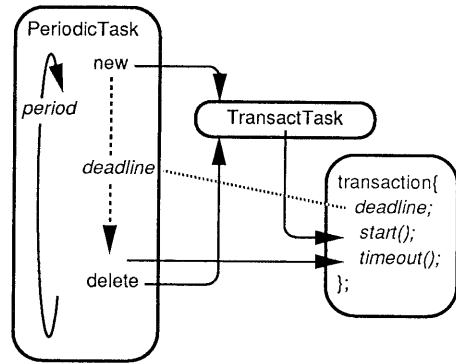 PeriodicTask
new
period
TransactTask
deadline
transaction{
deadline;
start();
timeout();
delete
};